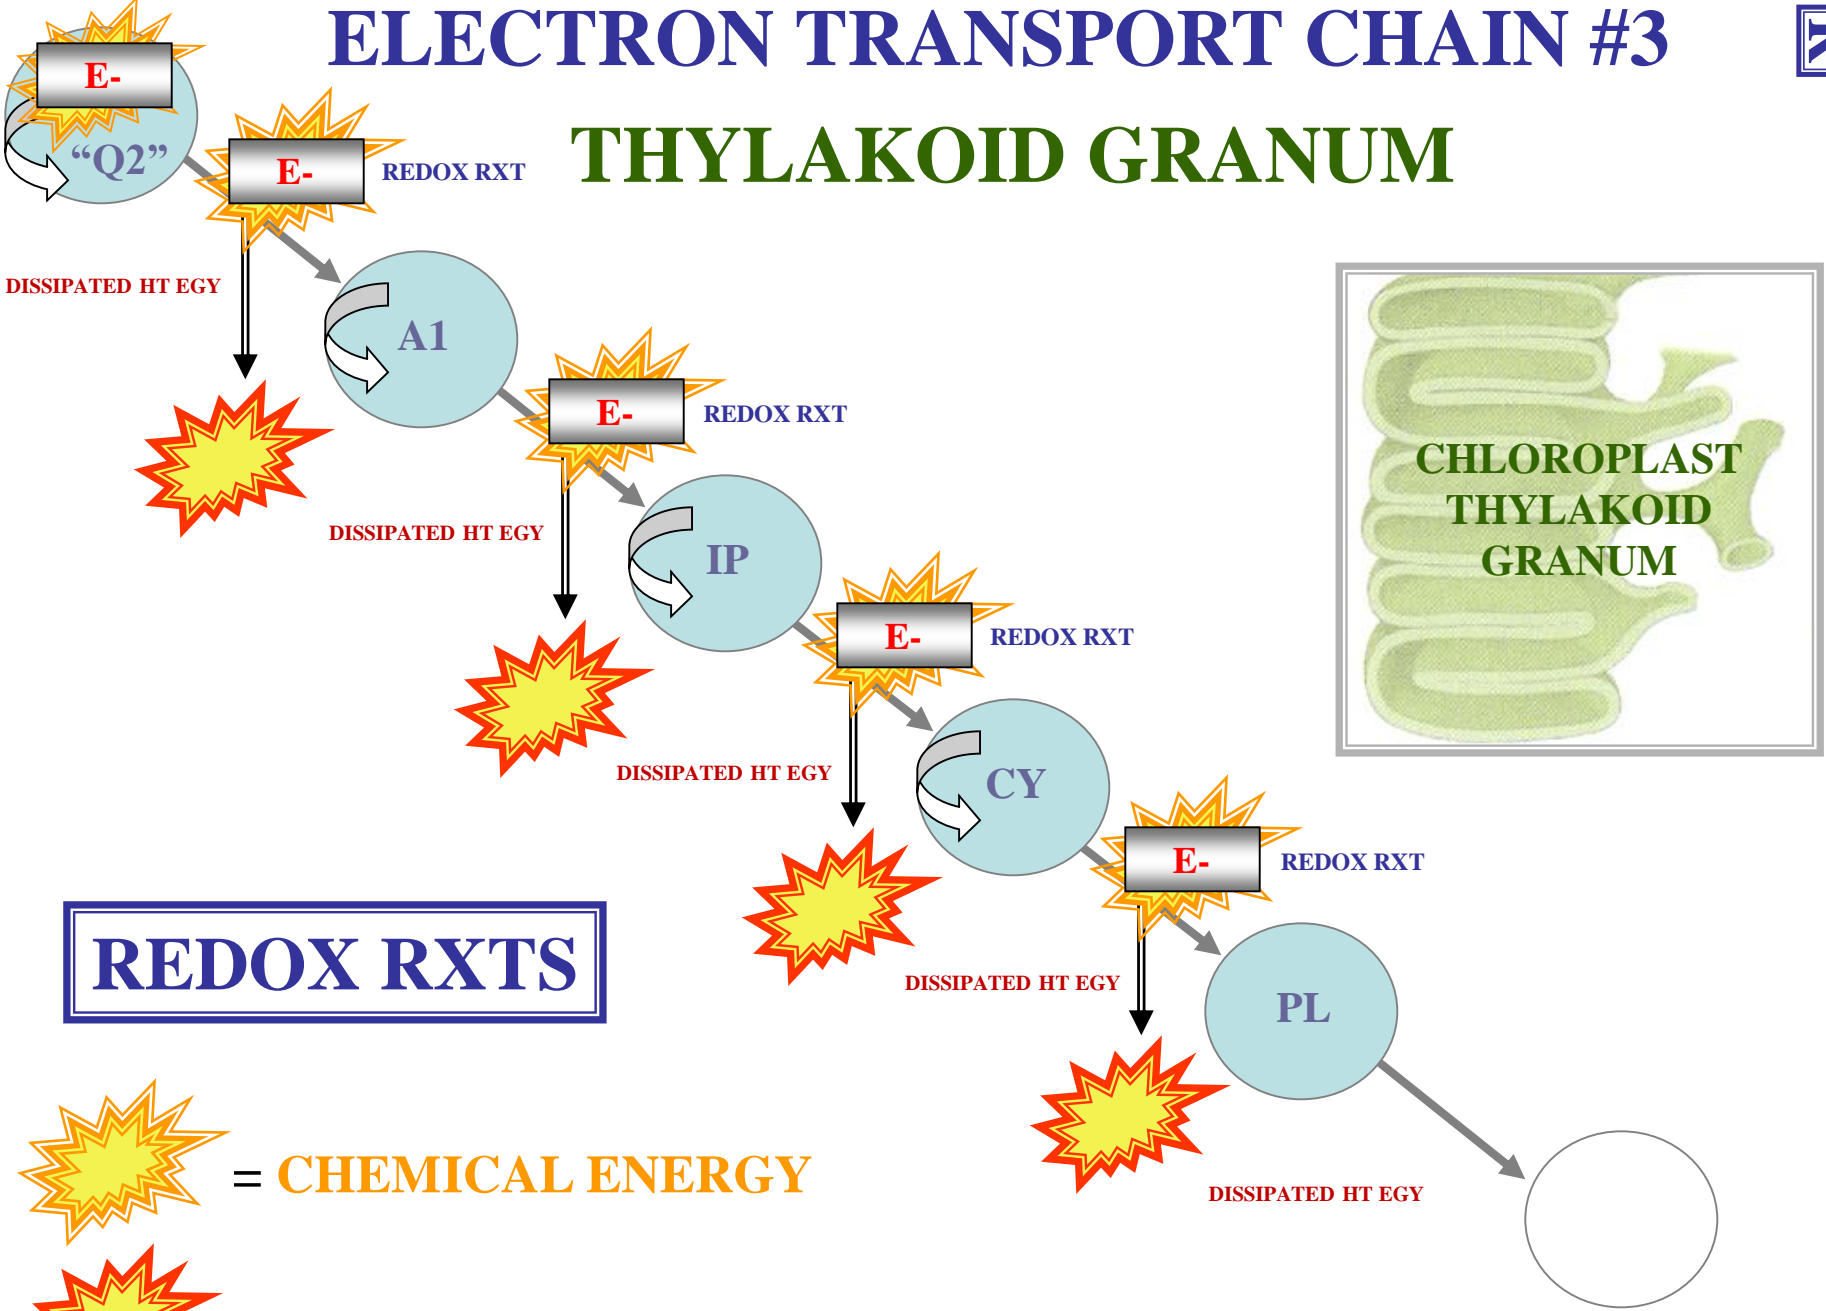 ELECTRON TRANSPORT CHAIN #3
THYLAKOID GRANUM
E-
“Q2”
E-
REDOX RXT
DISSIPATED HT EGY
A1
E-
REDOX RXT
DISSIPATED HT EGY
IP
E-
REDOX RXT
DISSIPATED HT EGY
CY
E-
REDOX RXT
DISSIPATED HT EGY
PL
DISSIPATED HT EGY
CHLOROPLAST
THYLAKOID
GRANUM
REDOX RXTS
= CHEMICAL ENERGY